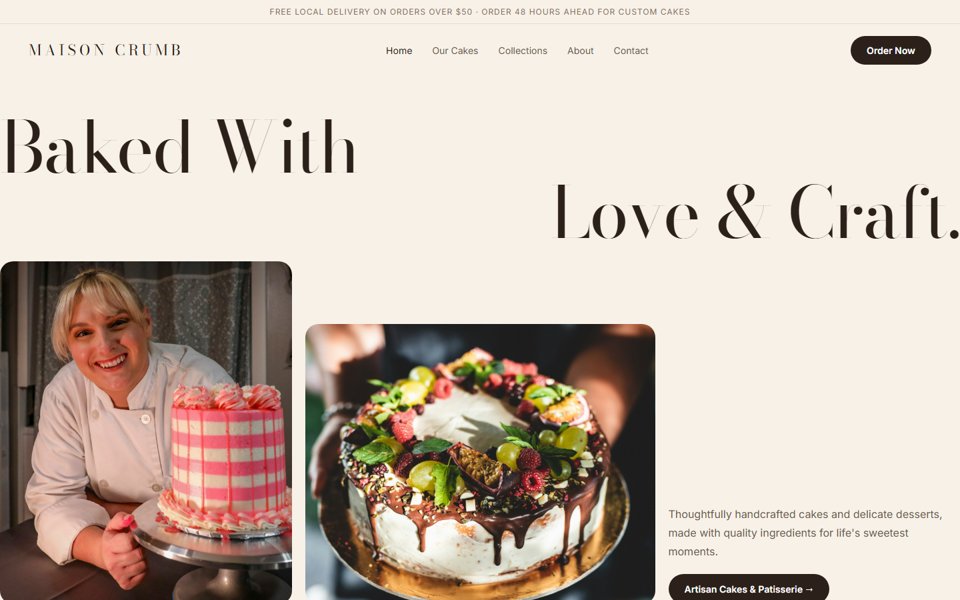 FREE LOCAL DELIVERY ON ORDERS OVER $50 · ORDER 48 HOURS AHEAD FOR CUSTOM CAKES
MAISON CRUMB
Home
Our Cakes
Collections
About
Contact
Order Now
Baked With
Love & Craft.
Thoughtfully handcrafted cakes and delicate desserts,
made with quality ingredients for life's sweetest
moments.
Artisan Cakes & Patisserie →